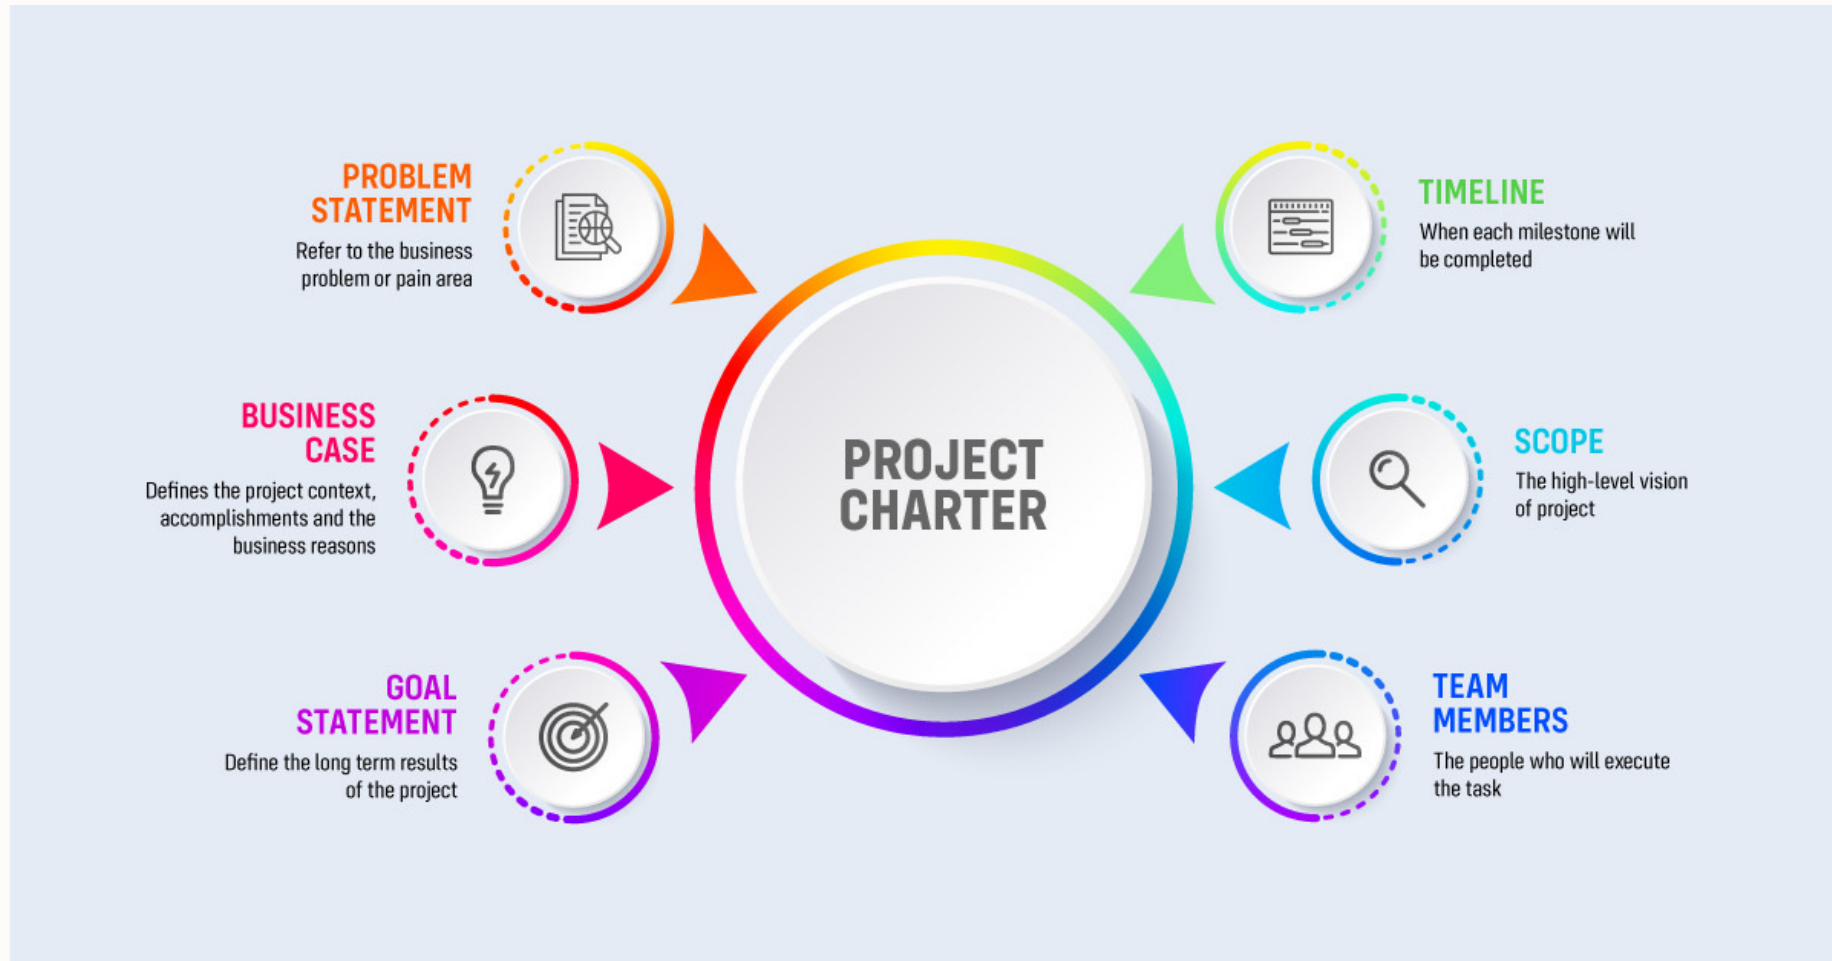 PROBLEM
STATEMENT
Refer to the business
problem or pain area
BUSINESS
CASE
Defines the project context,
accomplishments and the
business reasons
GOAL
STATEMENT
Define the long term results
of the project
PROJECT
CHARTER
TIMELINE
When each milestone will
be completed
SCOPE
The high-level vision
of project
TEAM
MEMBERS
The people who will execute
the task